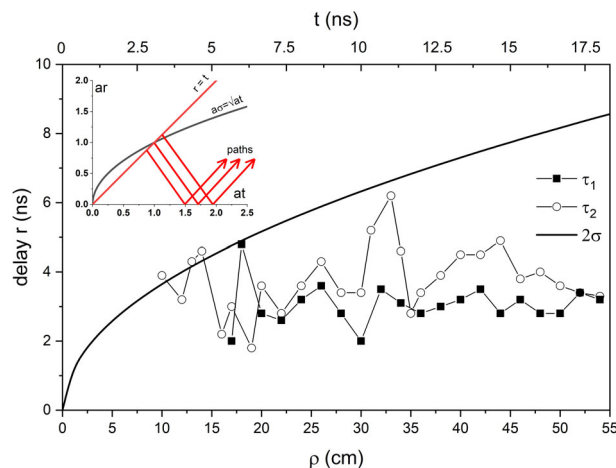 t (ns)
0 2.5 5 7.5 10 12.5 15 17.5
10
8
6
4
2
0
delay r (ns)
ar
2.0
1.5
1.0
0.5
0.0
r = t
aσ=√at
paths
at
0.0 0.5 1.0 1.5 2.0 2.5
τ1
τ2
2σ
0 5 10 15 20 25 30 35 40 45 50 55
ρ (cm)